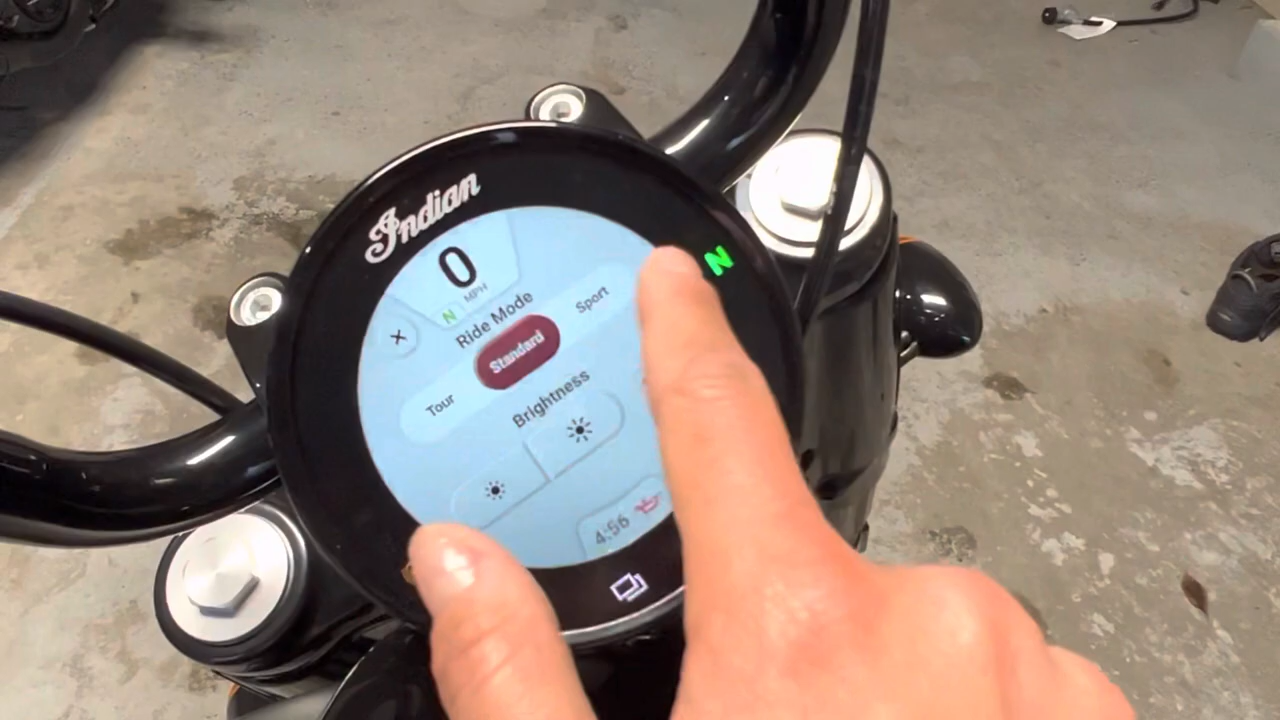 Indian
N
0
MPH
N
×
Ride Mode
Tour
Standard
Sport
Brightness
4:56